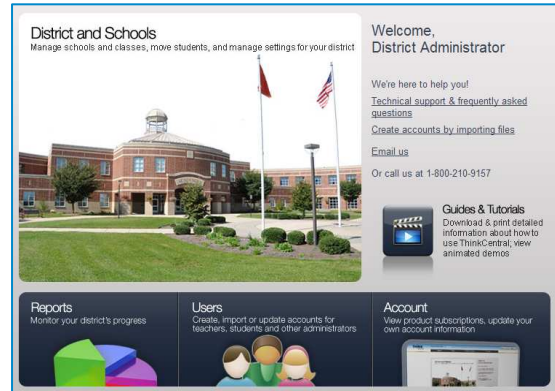 District and Schools
Manage schools and classes, move students, and manage settings for your district
Welcome,
District Administrator
We're here to help you!
Technical support & frequently asked
questions
Create accounts by importing files
Email us
Or call us at 1-800-210-9157
Guides & Tutorials
Download & print detailed
information about how to
use ThinkCentral; view
animated demos
Reports
Monitor your district's progress
Users
Create, import or update accounts for
teachers, students and other administrators
Account
View product subscriptions, update your
own account information